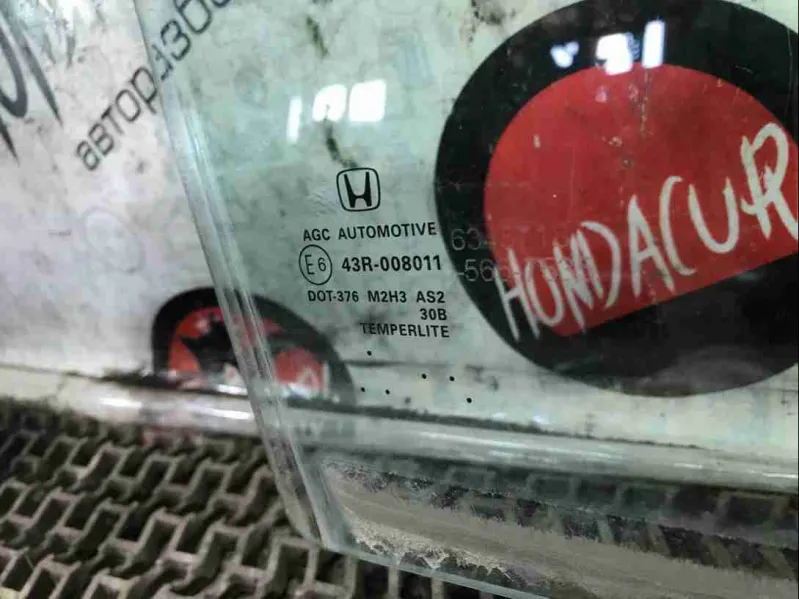 авторазбо
AGC AUTOMOTIVE
E6 43R-008011
DOT-376 M2H3 AS2
30B
TEMPERLITE
HONDACUR